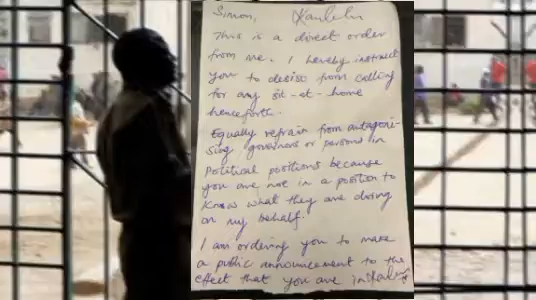 Simon,
This is a direct order
from me. I hereby instruct
you to desist from calling
for any sit-at-home
henceforth.
Equally refrain from antagoni-
sing governors or persons in
political positions because
you are not in a position to
know what they are doing
on my behalf.
I am ordering you to make
a public announcement to the
effect that you are in